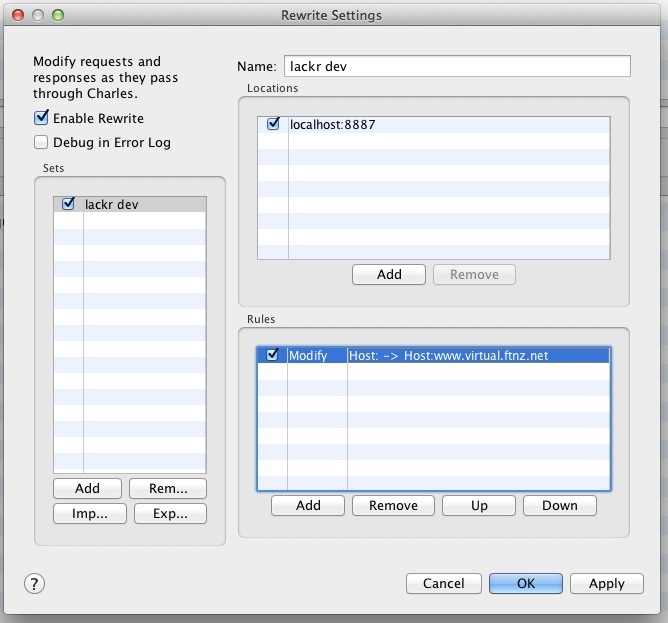 Rewrite Settings
Modify requests and
responses as they pass
through Charles.
Enable Rewrite
Debug in Error Log
Sets
lackr dev
Add
Rem...
Imp...
Exp...
Name: lackr dev
Locations
localhost:8887
Add
Remove
Rules
Modify Host: -> Host:www.virtual.ftnz.net
Add
Remove
Up
Down
?
Cancel
OK
Apply